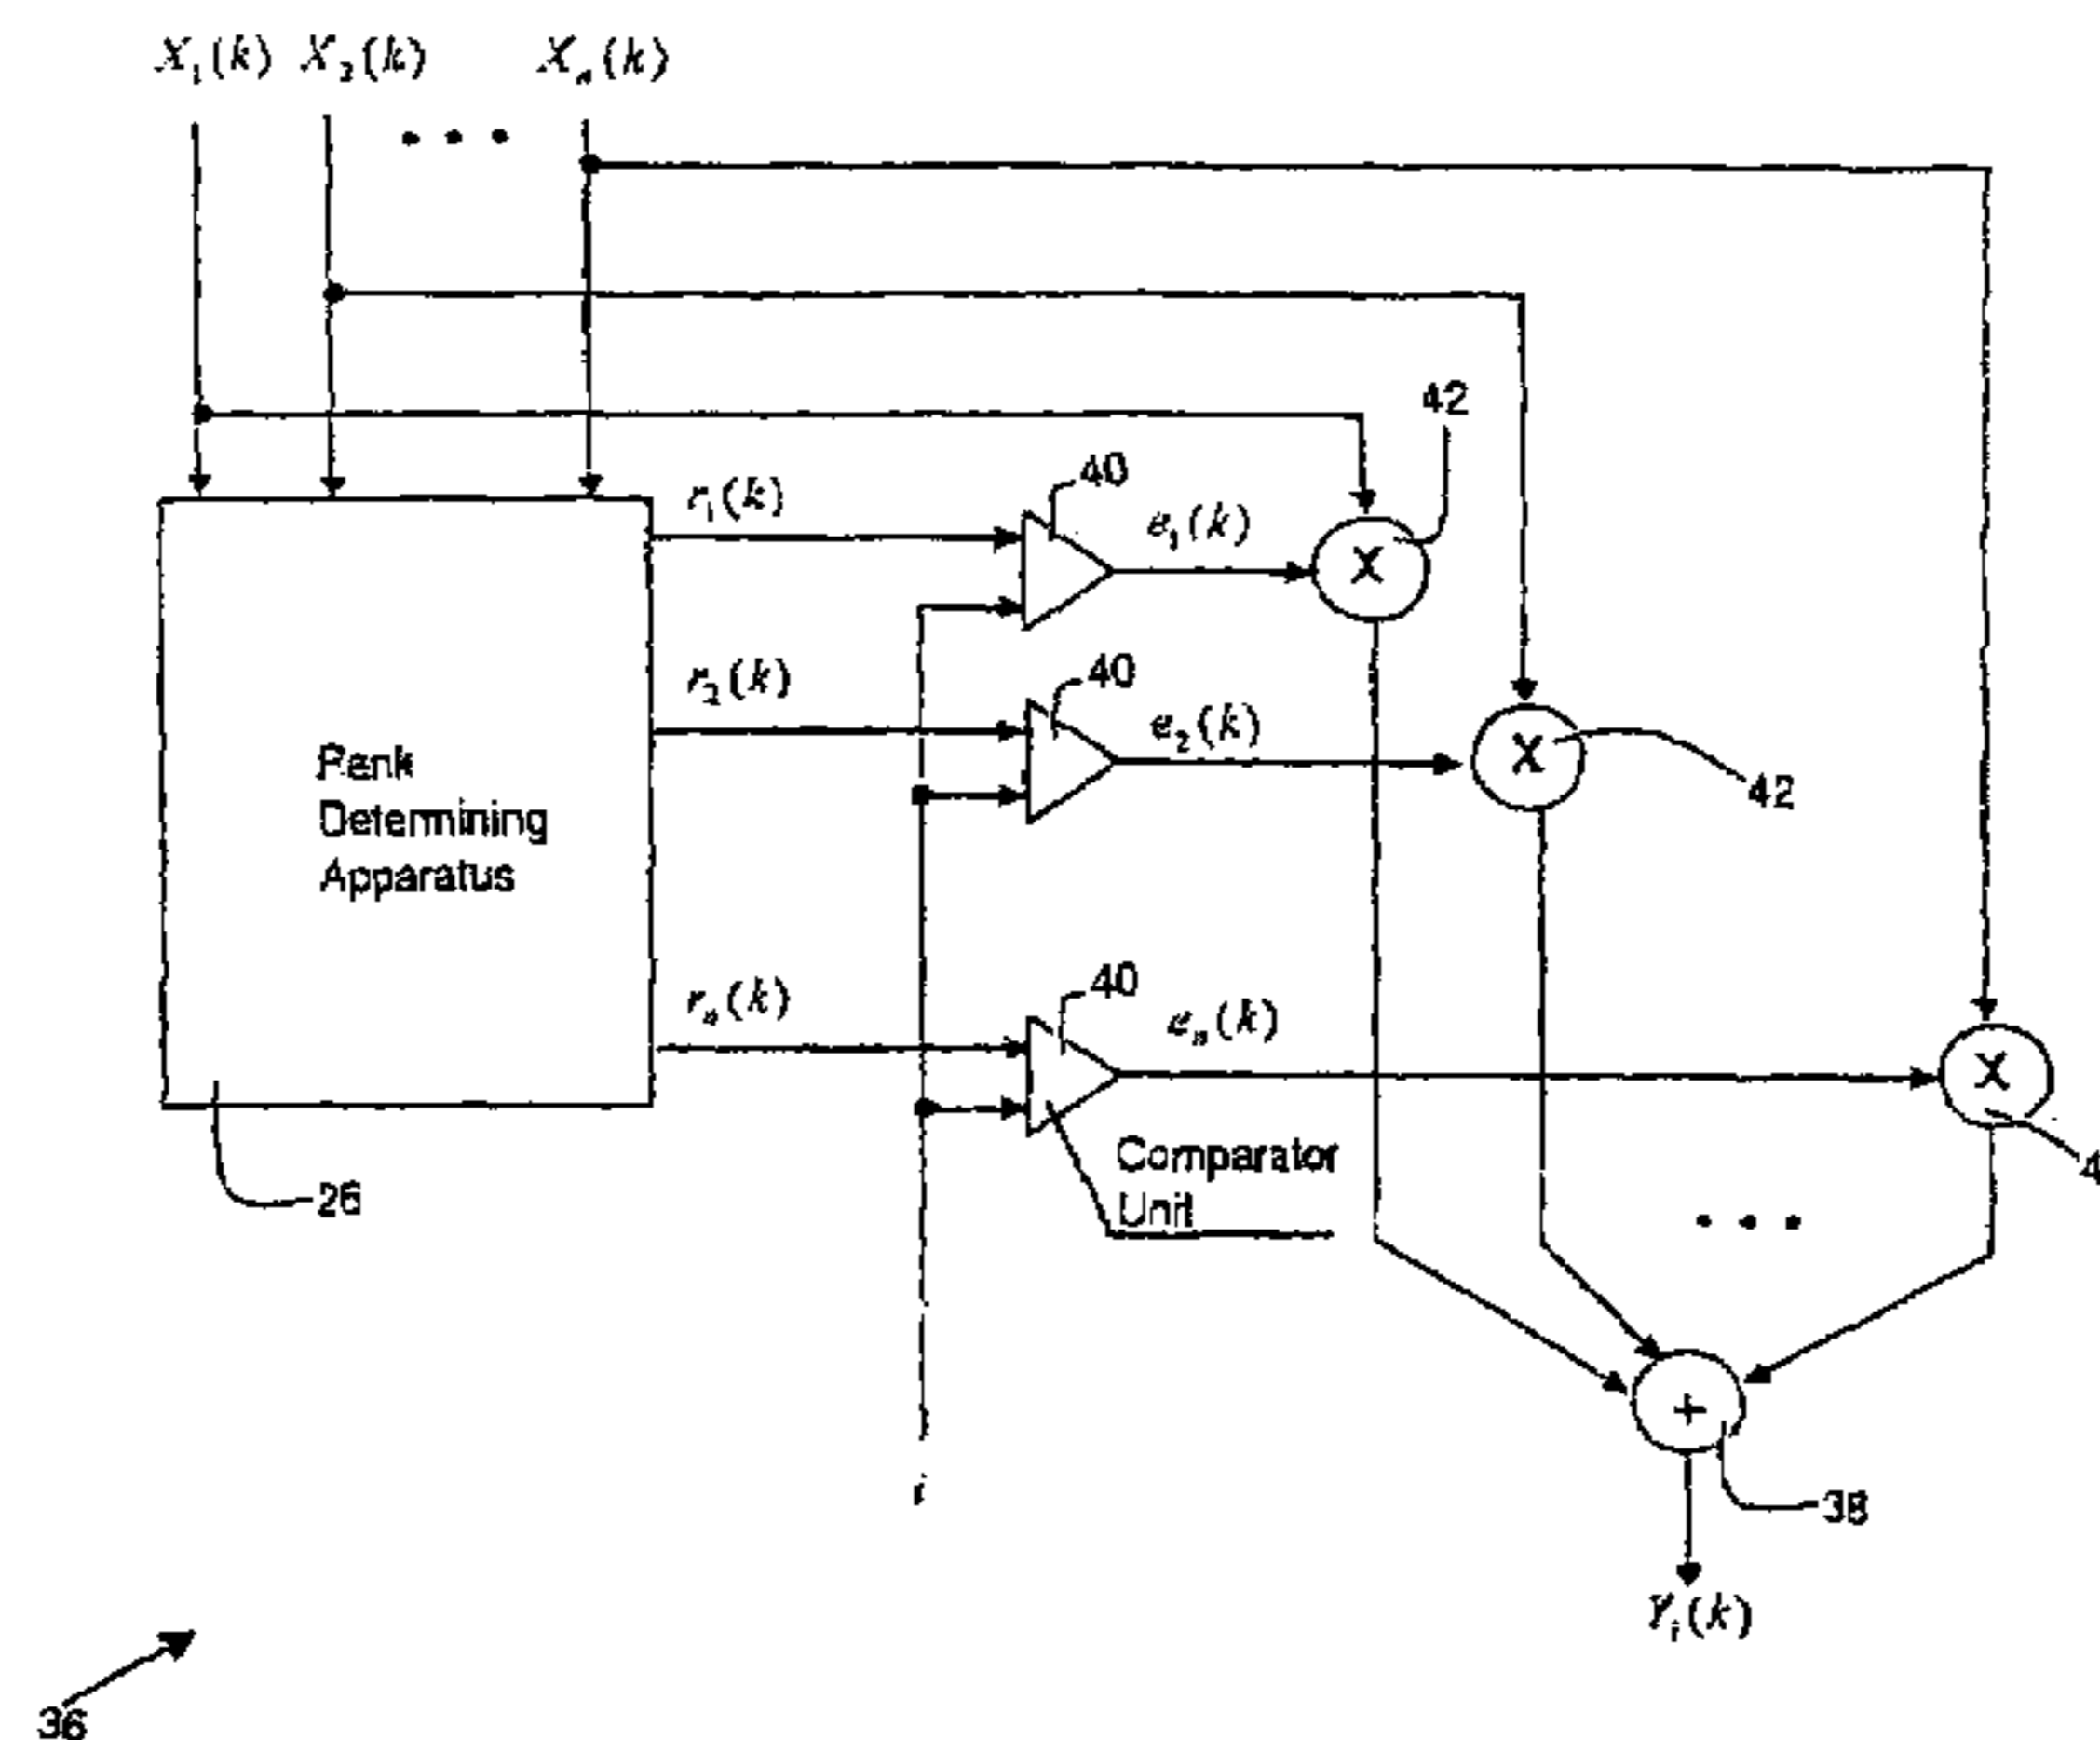 X₁(k) X₂(k) • • • Xₙ(k)
42
40
r₁(k)
e₁(k)
X
40
r₂(k)
e₂(k)
X
42
Rank
Determining
Apparatus
40
rₙ(k)
eₙ(k)
X
Comparator
Unit
26
• • •
+
i
38
Yᵢ(k)
36